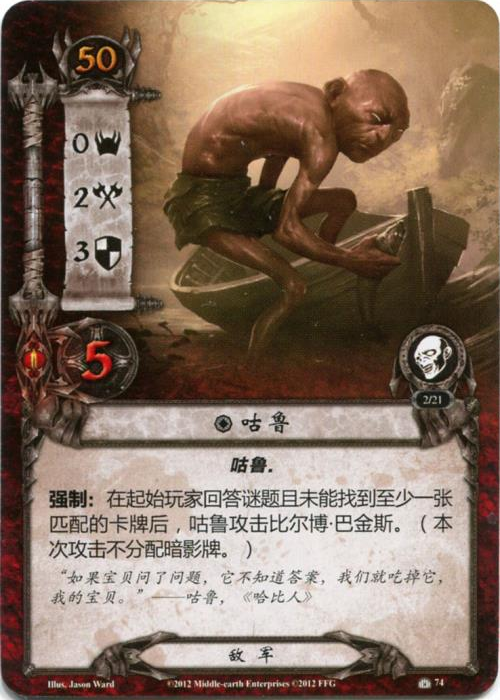 50
0
2
3
5
2/21
咕鲁
咕鲁.
强制：在起始玩家回答谜题且未能找到至少一张
匹配的卡牌后，咕鲁攻击比尔博·巴金斯。（本
次攻击不分配暗影牌。）
“如果宝贝问了问题，它不知道答案，我们就吃掉它，
我的宝贝。”——咕鲁，《哈比人》
敌军
Illus. Jason Ward ©2012 Middle-earth Enterprises ©2012 FFG 74